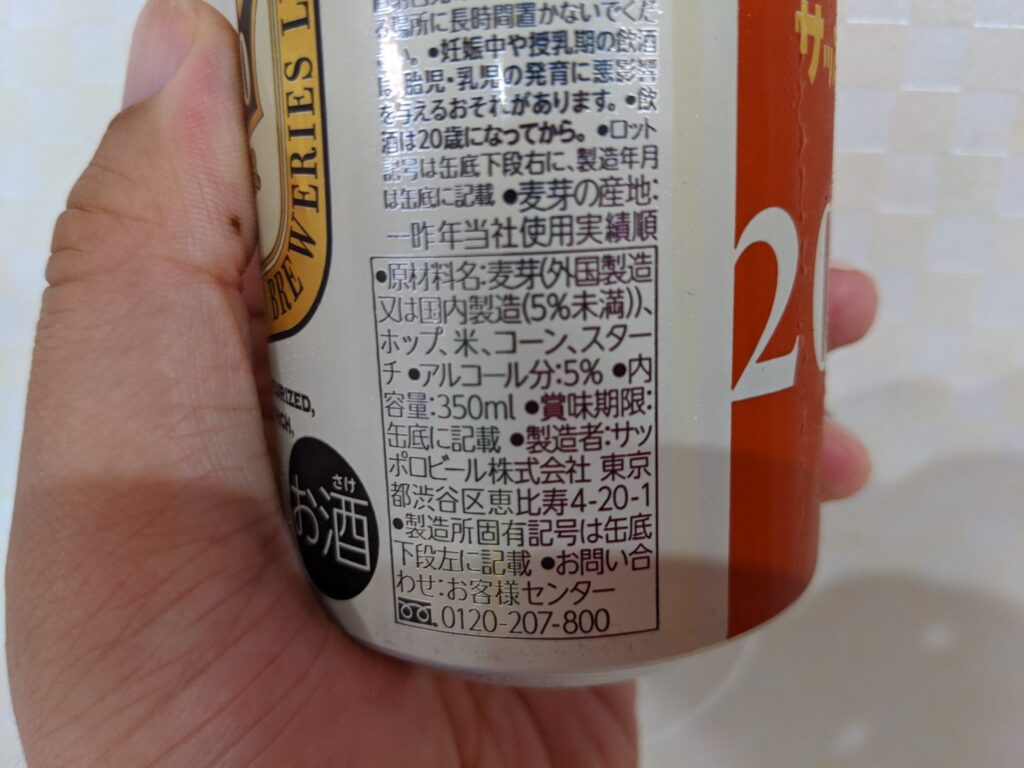 る場所に長時間置かないでくだ
い。●妊娠中や授乳期の飲酒
は、胎児・乳児の発育に悪影響
を与えるおそれがあります。●飲
酒は20歳になってから。●ロット
記号は缶底下段右に、製造年月
は缶底に記載 ●麦芽の産地:
一昨年当社使用実績順
●原材料名:麦芽(外国製造
又は国内製造(5%未満))、
ホップ、米、コーン、スター
チ ●アルコール分:5% ●内
容量:350ml ●賞味期限:
缶底に記載 ●製造者:サッ
ポロビール株式会社 東京
都渋谷区恵比寿4-20-1
●製造所固有記号は缶底
下段左に記載 ●お問い合
わせ:お客様センター
0120-207-800
BREWERIES L
さけ
お酒
サッ
20